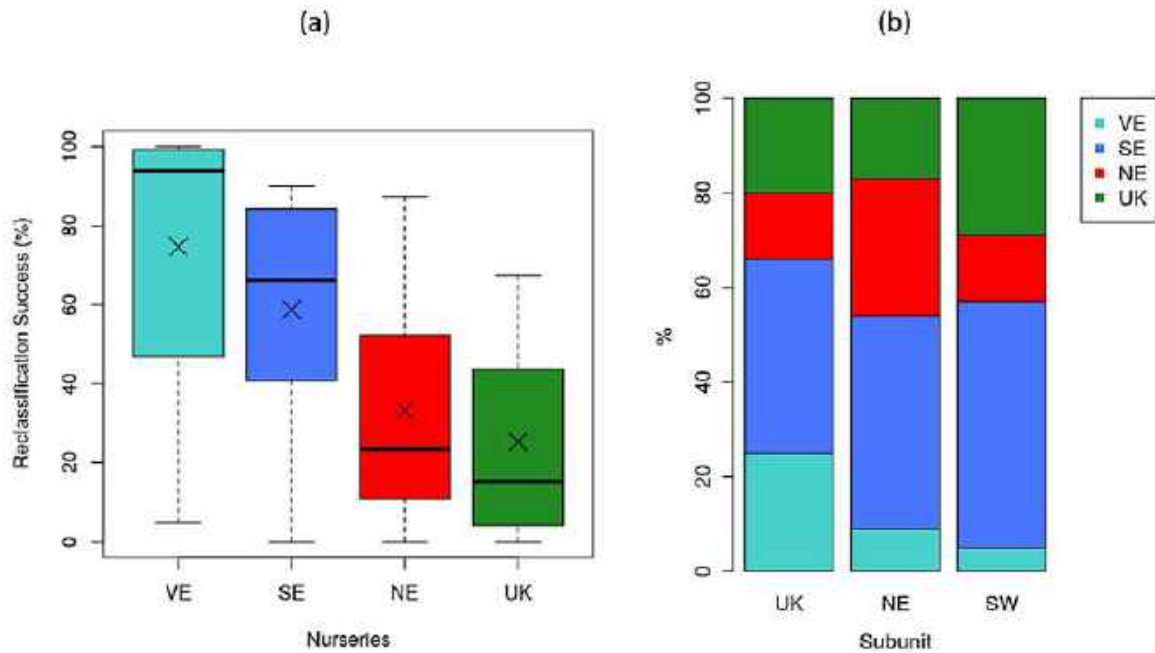 (a)
(b)
Reclassification Success (%)
100
80
60
40
20
0
VE
SE
NE
UK
Nurseries
%
100
80
60
40
20
0
UK
NE
SW
Subunit
VE
SE
NE
UK